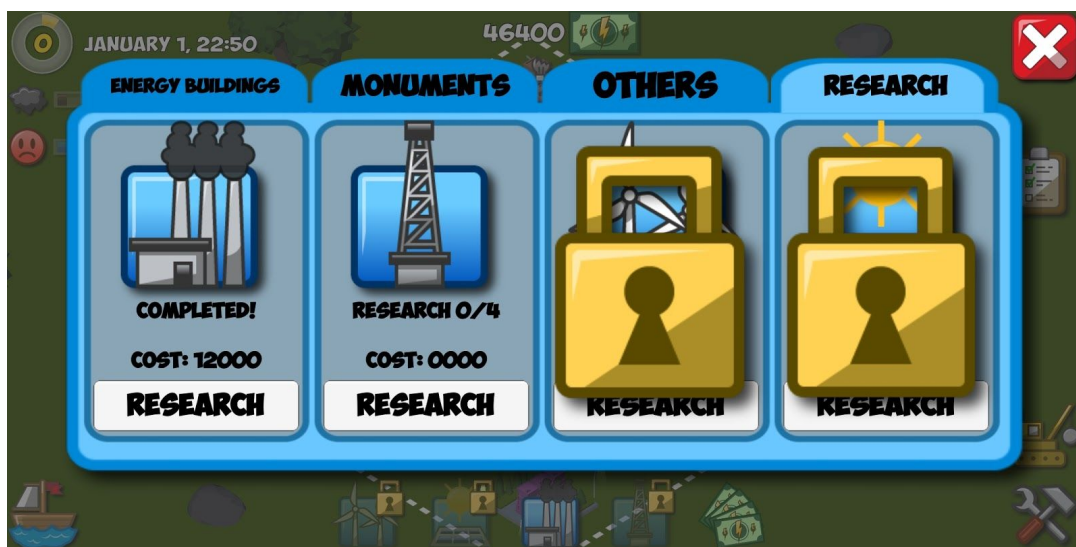 0
JANUARY 1, 22:50
46400
ENERGY BUILDINGS
MONUMENTS
OTHERS
RESEARCH
COMPLETED!
COST: 12000
RESEARCH
RESEARCH 0/4
COST: 0000
RESEARCH
RESEARCH
RESEARCH